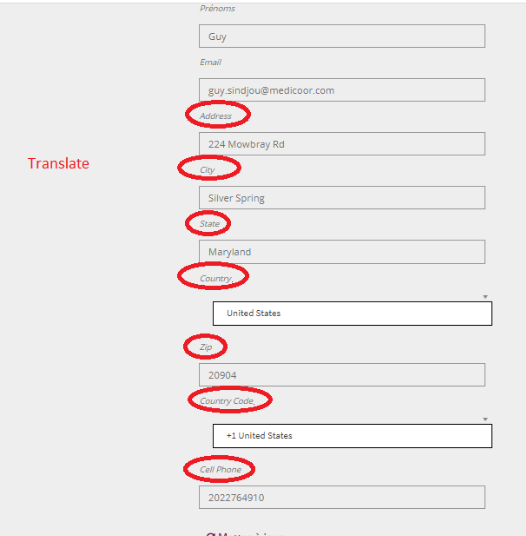 Prénoms
Guy
Email
guy.sindjou@medicoor.com
Address
224 Mowbray Rd
Translate
City
Silver Spring
State
Maryland
Country
United States
Zip
20904
Country Code
+1 United States
Cell Phone
2022764910